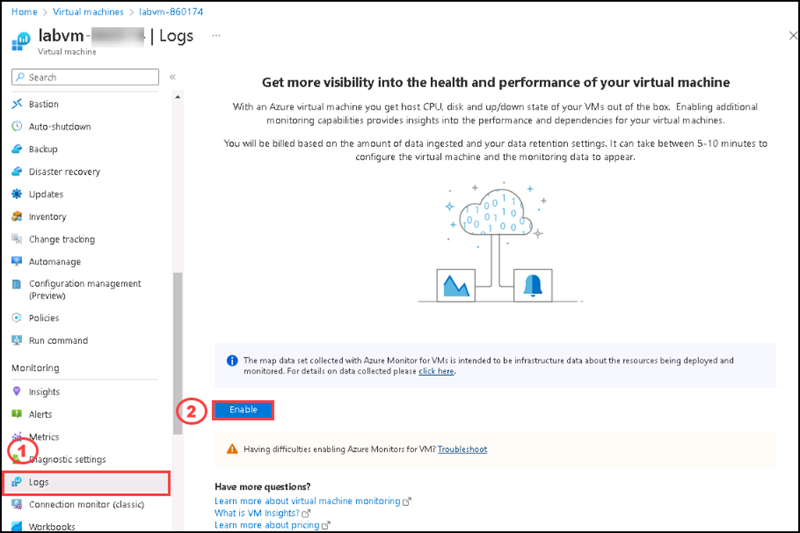 Home > Virtual machines > labvm-860174
labvm- | Logs ...
Virtual machine
Search
Bastion
Auto-shutdown
Backup
Disaster recovery
Updates
Inventory
Change tracking
Automanage
Configuration management
(Preview)
Policies
Run command
Monitoring
Insights
Alerts
Metrics
1
Diagnostic settings
Logs
Connection monitor (classic)
Workbooks
Get more visibility into the health and performance of your virtual machine
With an Azure virtual machine you get host CPU, disk and up/down state of your VMs out of the box. Enabling additional
monitoring capabilities provides insights into the performance and dependencies for your virtual machines.
You will be billed based on the amount of data ingested and your data retention settings. It can take between 5-10 minutes to
configure the virtual machine and the monitoring data to appear.
The map data set collected with Azure Monitor for VMs is intended to be infrastructure data about the resources being deployed and
monitored. For details on data collected please click here.
2
Enable
Having difficulties enabling Azure Monitors for VM? Troubleshoot
Have more questions?
Learn more about virtual machine monitoring
What is VM Insights?
Learn more about pricing